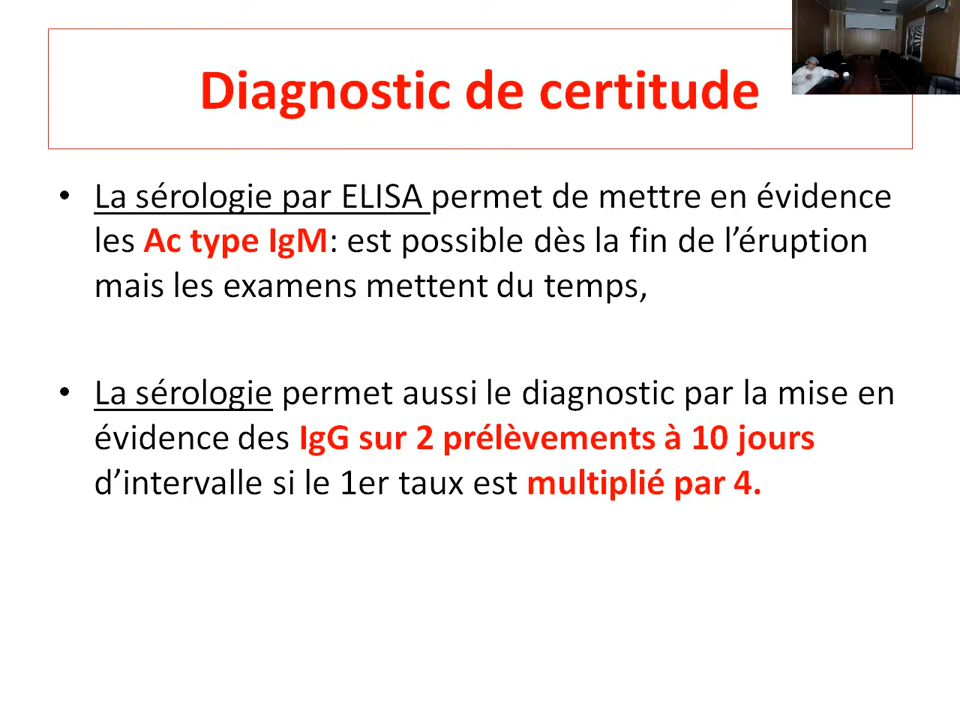 Diagnostic de certitude
• La sérologie par ELISA permet de mettre en évidence
les Ac type IgM: est possible dès la fin de l’éruption
mais les examens mettent du temps,
• La sérologie permet aussi le diagnostic par la mise en
évidence des IgG sur 2 prélèvements à 10 jours
d’intervalle si le 1er taux est multiplié par 4.